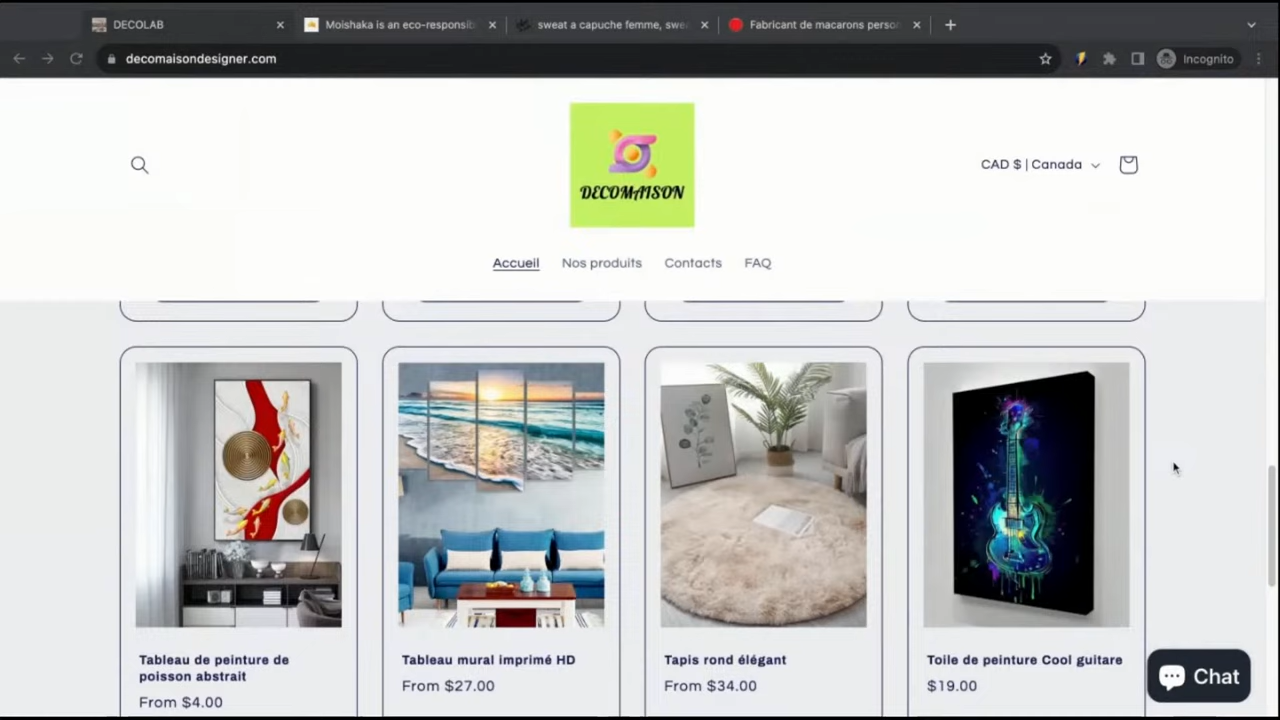 DECOLAB
Moishaka is an eco-responsib
sweat a capuche femme, swea
Fabricant de macarons person
decomaisondesigner.com
Incognito
DECOMAISON
CAD $ | Canada
Accueil
Nos produits
Contacts
FAQ
Tableau de peinture de
poisson abstrait
From $4.00
Tableau mural imprimé HD
From $27.00
Tapis rond élégant
From $34.00
Toile de peinture Cool guitare
$19.00
Chat